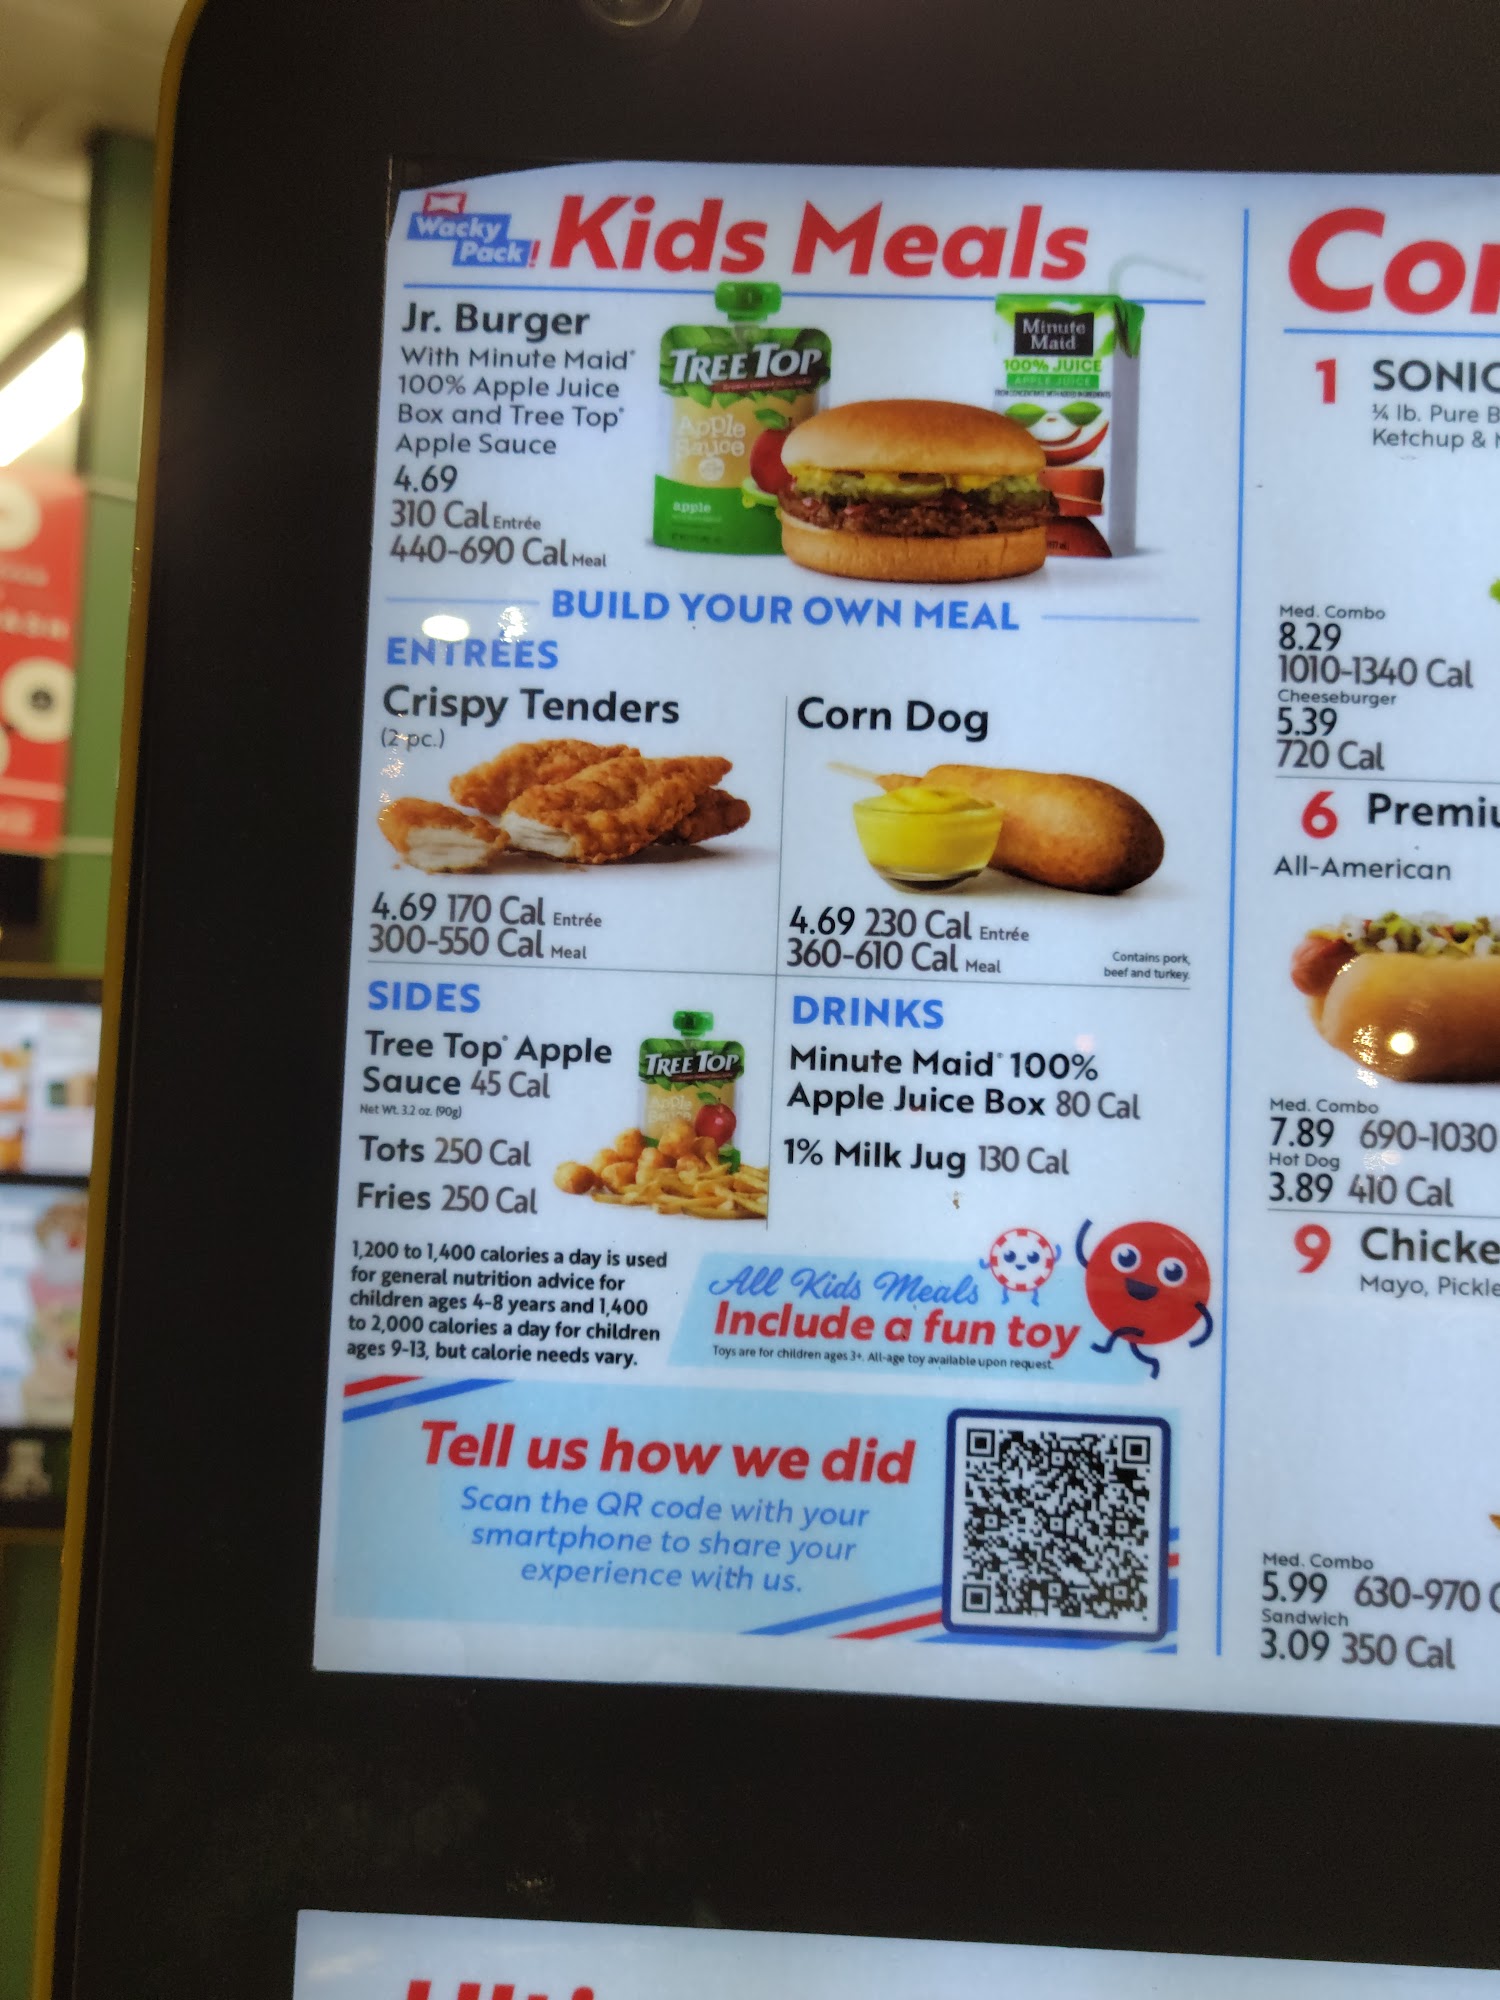 Wacky
Pack!
Kids Meals
Jr. Burger
With Minute Maid®
100% Apple Juice
Box and Tree Top®
Apple Sauce
4.69
310 Cal Entrée
440-690 Cal Meal
TREE TOP
Apple
Sauce
apple
Minute
Maid
100% JUICE
APPLE JUICE
BUILD YOUR OWN MEAL
ENTRÉES
Crispy Tenders
(2 pc.)
4.69 170 Cal Entrée
300-550 Cal Meal
Corn Dog
4.69 230 Cal Entrée
360-610 Cal Meal
Contains pork,
beef and turkey.
SIDES
Tree Top® Apple
Sauce 45 Cal
Net Wt. 3.2 oz. (90g)
Tots 250 Cal
Fries 250 Cal
TREE TOP
DRINKS
Minute Maid® 100%
Apple Juice Box 80 Cal
1% Milk Jug 130 Cal
1,200 to 1,400 calories a day is used
for general nutrition advice for
children ages 4-8 years and 1,400
to 2,000 calories a day for children
ages 9-13, but calorie needs vary.
All Kids Meals
Include a fun toy
Toys are for children ages 3+. All-age toy available upon request.
Tell us how we did
Scan the QR code with your
smartphone to share your
experience with us.
Co
1 SONIC
¼ lb. Pure B
Ketchup &
Med. Combo
8.29
1010-1340 Cal
Cheeseburger
5.39
720 Cal
6 Premiu
All-American
Med. Combo
7.89 690-1030
Hot Dog
3.89 410 Cal
9 Chicke
Mayo, Pickle
Med. Combo
5.99 630-970
Sandwich
3.09 350 Cal